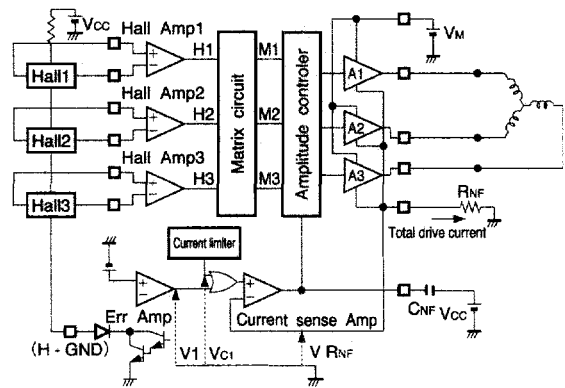 VCC
Hall Amp1
Hall1
H1
M1
Hall Amp2
Hall2
H2
M2
Hall Amp3
Hall3
H3
M3
Matrix circuit
Amplitude controler
A1
A2
A3
VM
RNF
Total drive current
Current limiter
+
−
Err Amp
(H - GND)
V1
VC1
Current sense Amp
V RNF
CNF
VCC